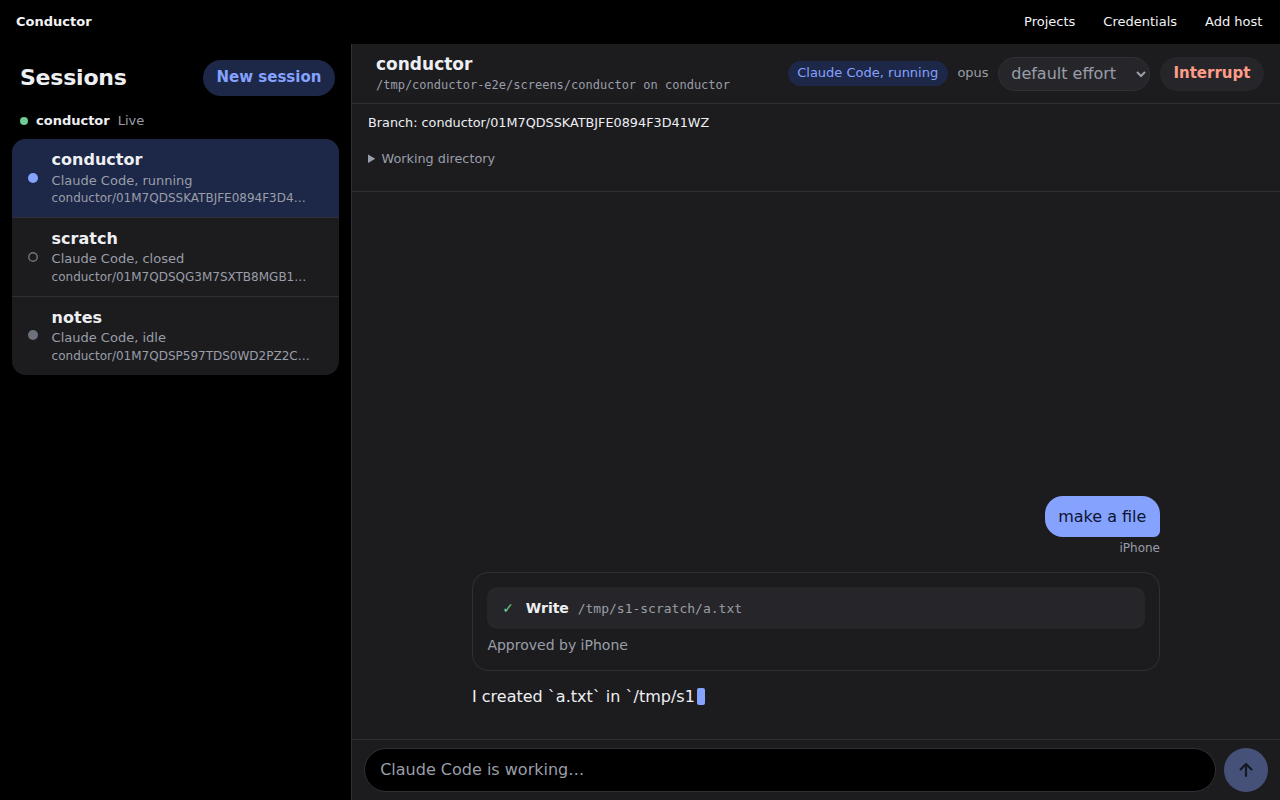 Conductor
Projects
Credentials
Add host
Sessions
New session
conductor Live
conductor
Claude Code, running
conductor/01M7QDSSKATBJFE0894F3D4…
scratch
Claude Code, closed
conductor/01M7QDSQG3M7SXTB8MGB1…
notes
Claude Code, idle
conductor/01M7QDSP597TDS0WD2PZ2C…
conductor
/tmp/conductor-e2e/screens/conductor on conductor
Claude Code, running
opus
default effort
Interrupt
Branch: conductor/01M7QDSSKATBJFE0894F3D41WZ
Working directory
make a file
iPhone
✓ Write /tmp/s1-scratch/a.txt
Approved by iPhone
I created `a.txt` in `/tmp/s1
Claude Code is working…